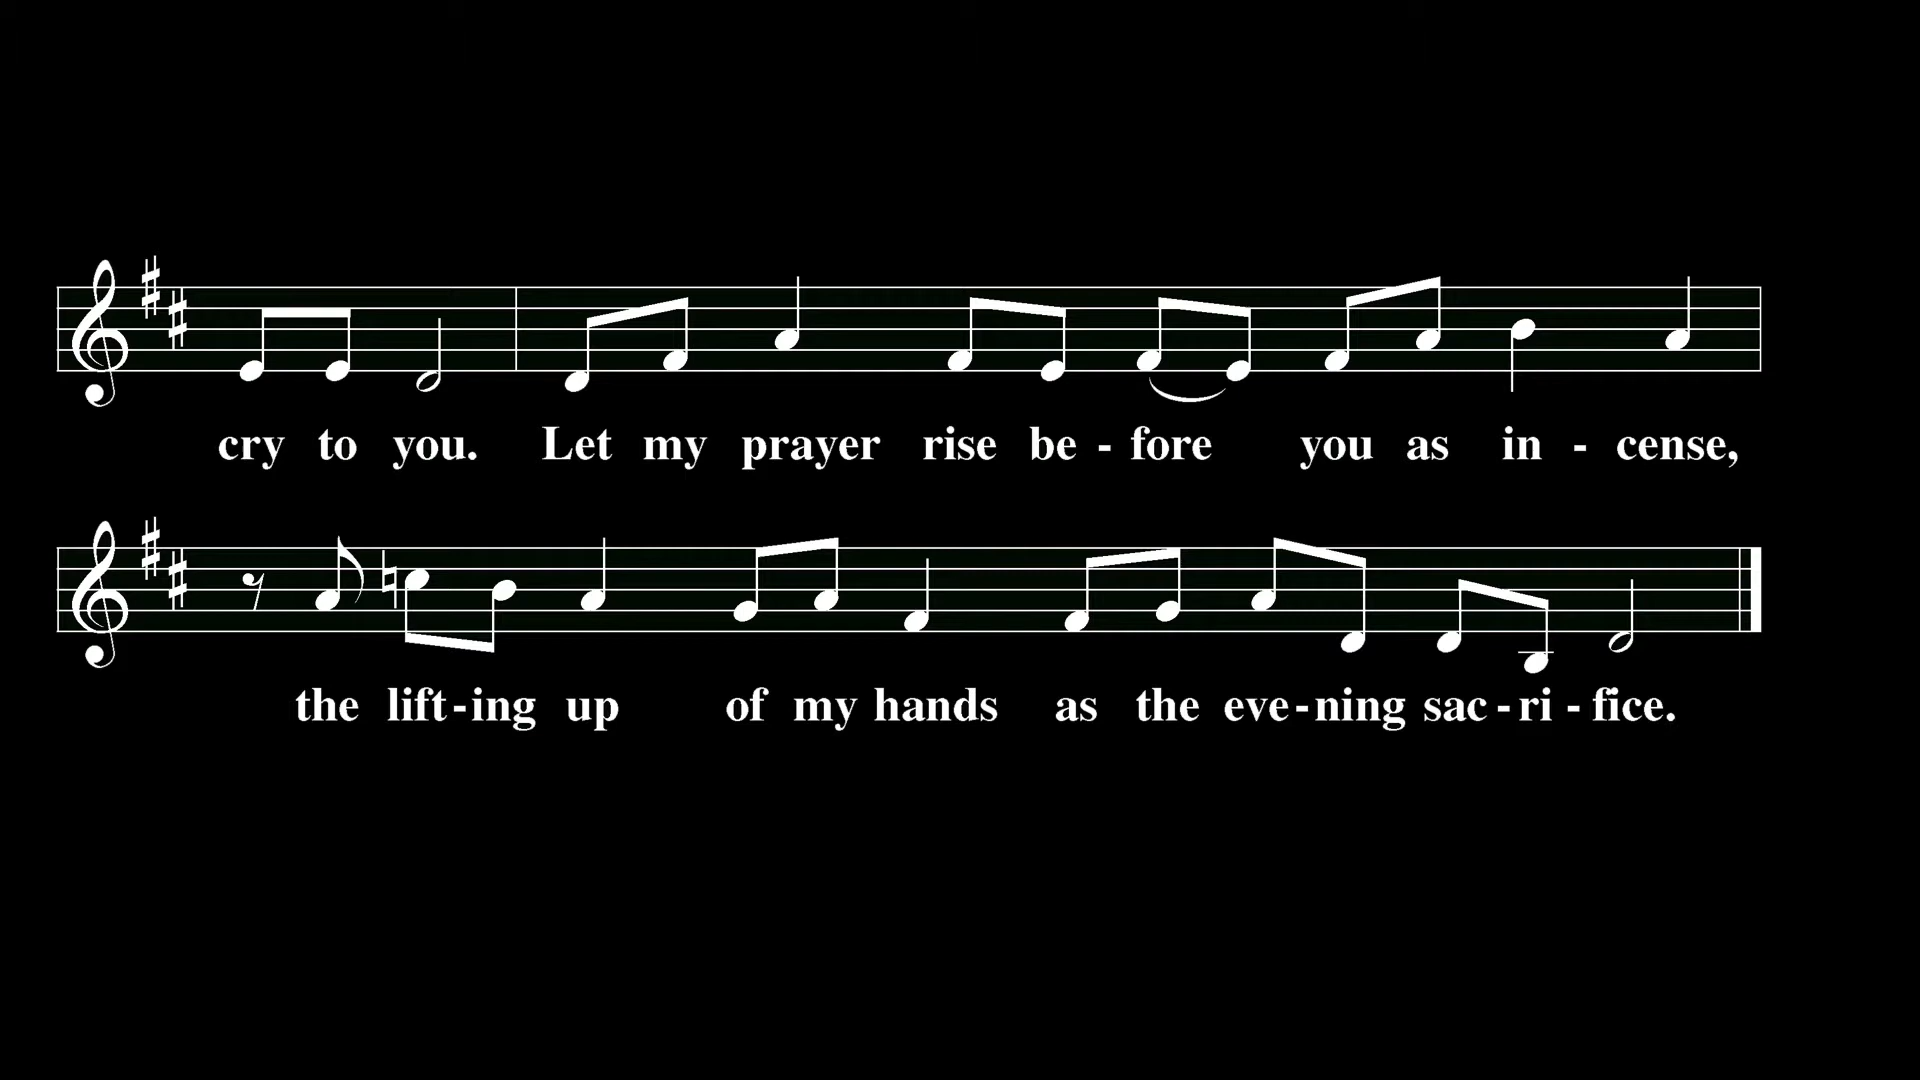 cry to you. Let my prayer rise be - fore you as in - cense,
the lift-ing up of my hands as the eve-ning sac-ri - fice.